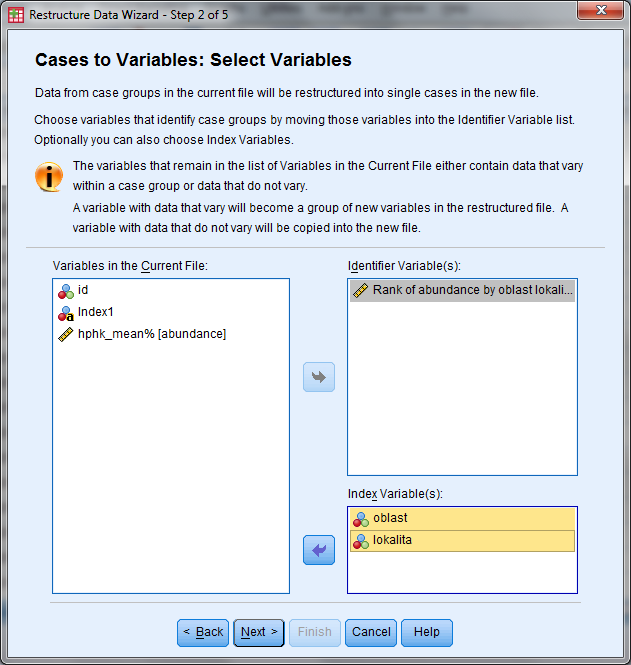 Restructure Data Wizard - Step 2 of 5
Cases to Variables: Select Variables
Data from case groups in the current file will be restructured into single cases in the new file.
Choose variables that identify case groups by moving those variables into the Identifier Variable list.
Optionally you can also choose Index Variables.
The variables that remain in the list of Variables in the Current File either contain data that vary
within a case group or data that do not vary.
A variable with data that vary will become a group of new variables in the restructured file.  A
variable with data that do not vary will be copied into the new file.
Variables in the Current File:
id
Index1
hphk_mean% [abundance]
Identifier Variable(s):
Rank of abundance by oblast lokali...
Index Variable(s):
oblast
lokalita
< Back
Next >
Finish
Cancel
Help